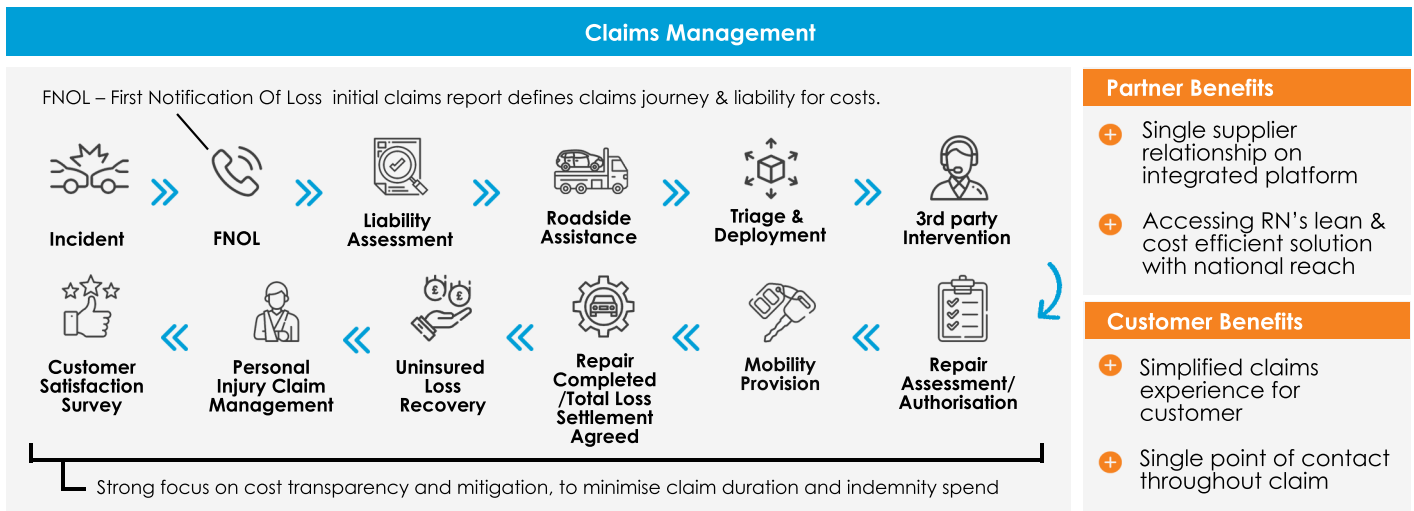 Claims Management
FNOL – First Notification Of Loss initial claims report defines claims journey & liability for costs.
Incident
FNOL
Liability
Assessment
Roadside
Assistance
Triage &
Deployment
3rd party
Intervention
Repair
Assessment/
Authorisation
Mobility
Provision
Repair
Completed
/Total Loss
Settlement
Agreed
££
Uninsured
Loss
Recovery
Personal
Injury Claim
Management
Customer
Satisfaction
Survey
Strong focus on cost transparency and mitigation, to minimise claim duration and indemnity spend
Partner Benefits
Single supplier
relationship on
integrated platform
Accessing RN's lean &
cost efficient solution
with national reach
Customer Benefits
Simplified claims
experience for
customer
Single point of contact
throughout claim